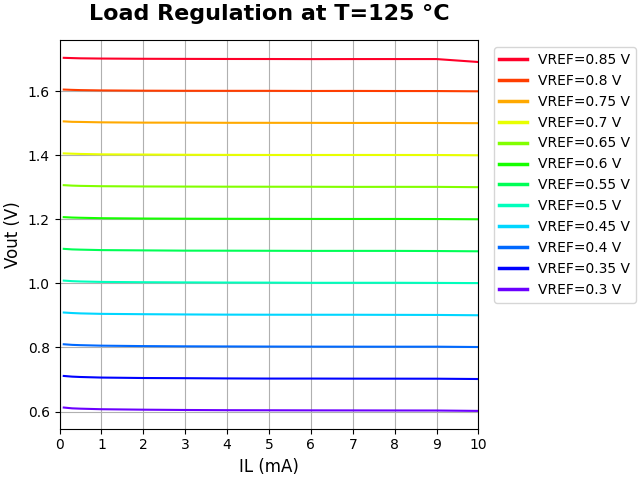 Load Regulation at T=125 °C
Vout (V)
1.6
1.4
1.2
1.0
0.8
0.6
0 1 2 3 4 5 6 7 8 9 10
IL (mA)
VREF=0.85 V
VREF=0.8 V
VREF=0.75 V
VREF=0.7 V
VREF=0.65 V
VREF=0.6 V
VREF=0.55 V
VREF=0.5 V
VREF=0.45 V
VREF=0.4 V
VREF=0.35 V
VREF=0.3 V